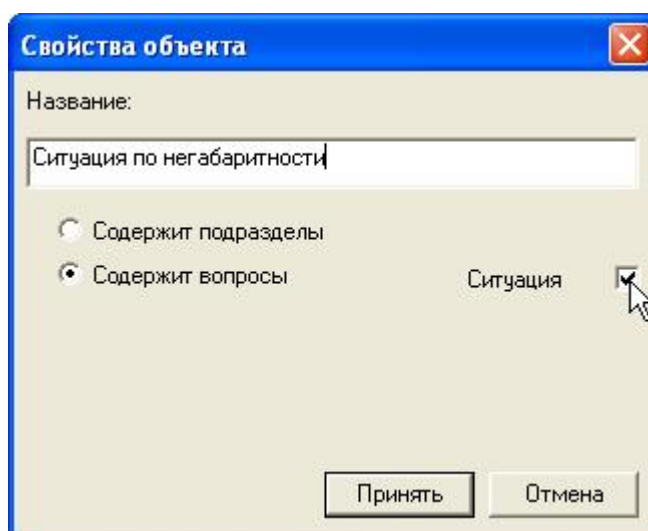 Свойства объекта
Название:
Ситуация по негабаритности
Содержит подразделы
Содержит вопросы Ситуация
Принять Отмена